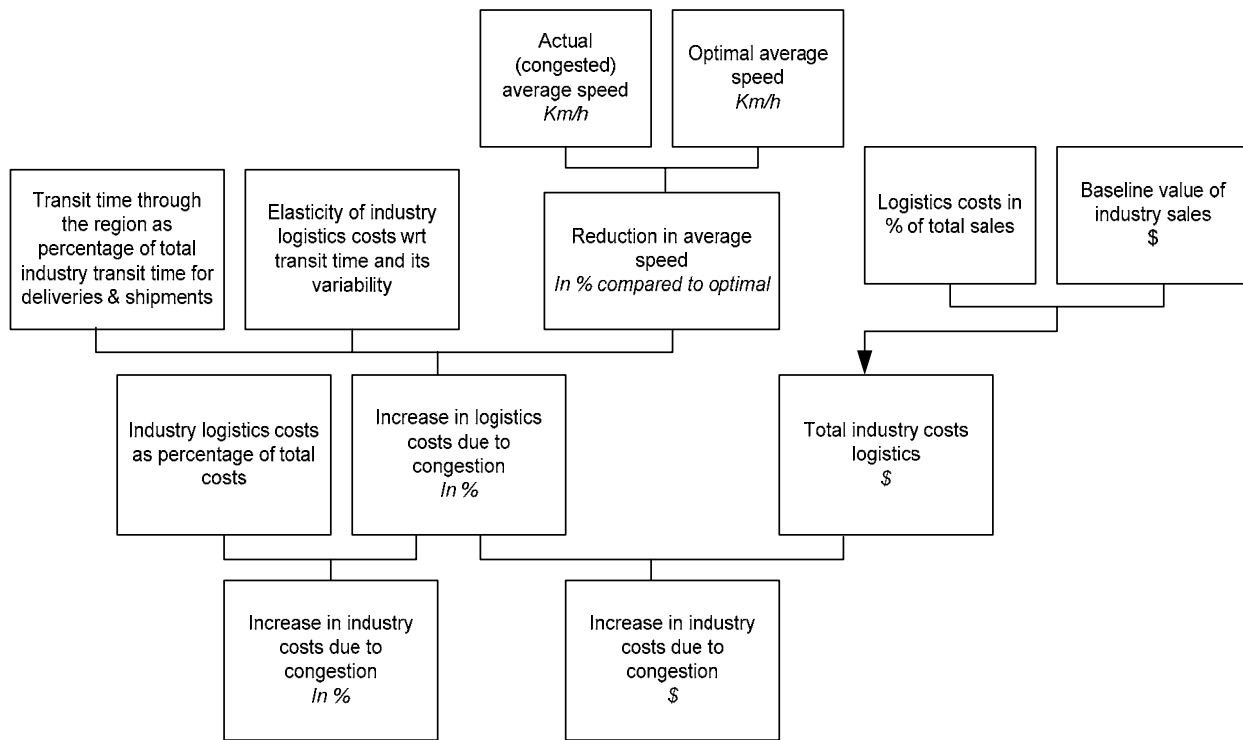 Actual
(congested)
average speed
Km/h
Optimal average
speed
Km/h
Transit time through
the region as
percentage of total
industry transit time for
deliveries & shipments
Elasticity of industry
logistics costs wrt
transit time and its
variability
Reduction in average
speed
In % compared to optimal
Logistics costs in
% of total sales
Baseline value of
industry sales
$
Industry logistics costs
as percentage of total
costs
Increase in logistics
costs due to
congestion
In %
Total industry costs
logistics
$
Increase in industry
costs due to
congestion
In %
Increase in industry
costs due to
congestion
$